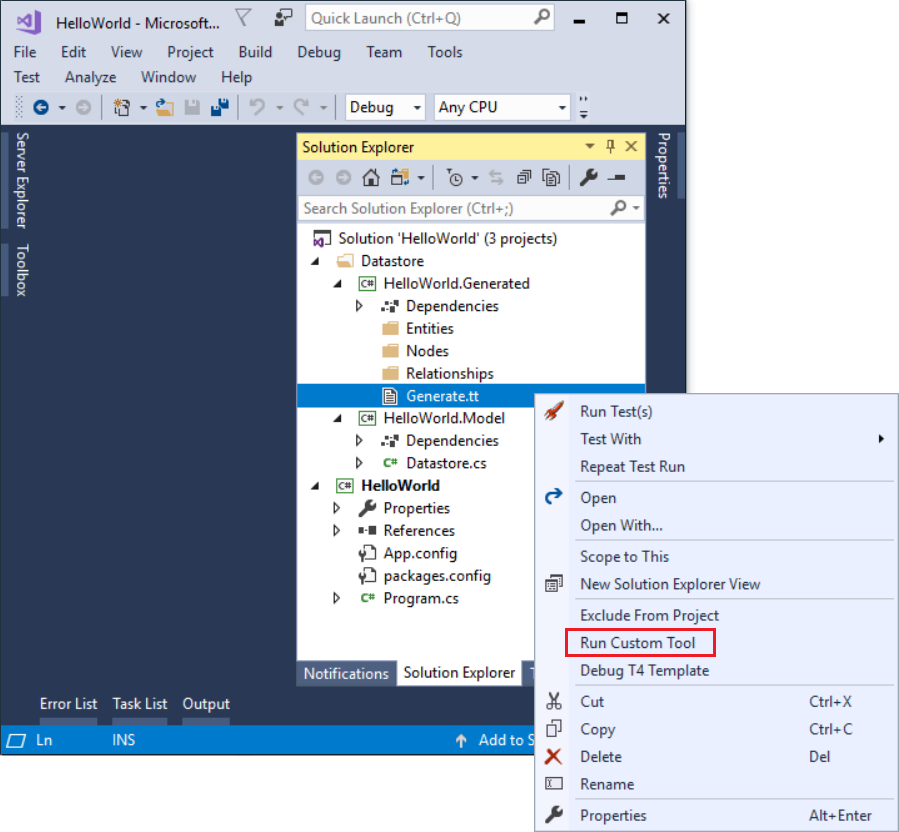 HelloWorld - Microsoft...
Quick Launch (Ctrl+Q)
File Edit View Project Build Debug Team Tools
Test Analyze Window Help
Debug Any CPU
Server Explorer
Toolbox
Solution Explorer
Properties
Search Solution Explorer (Ctrl+;)
Solution 'HelloWorld' (3 projects)
Datastore
C# HelloWorld.Generated
Dependencies
Entities
Nodes
Relationships
Generate.tt
C# HelloWorld.Model
Dependencies
C# Datastore.cs
C# HelloWorld
Properties
References
App.config
packages.config
C# Program.cs
Notifications Solution Explorer T
Error List Task List Output
Ln INS Add to S
Run Test(s)
Test With
Repeat Test Run
Open
Open With...
Scope to This
New Solution Explorer View
Exclude From Project
Run Custom Tool
Debug T4 Template
Cut Ctrl+X
Copy Ctrl+C
Delete Del
Rename
Properties Alt+Enter